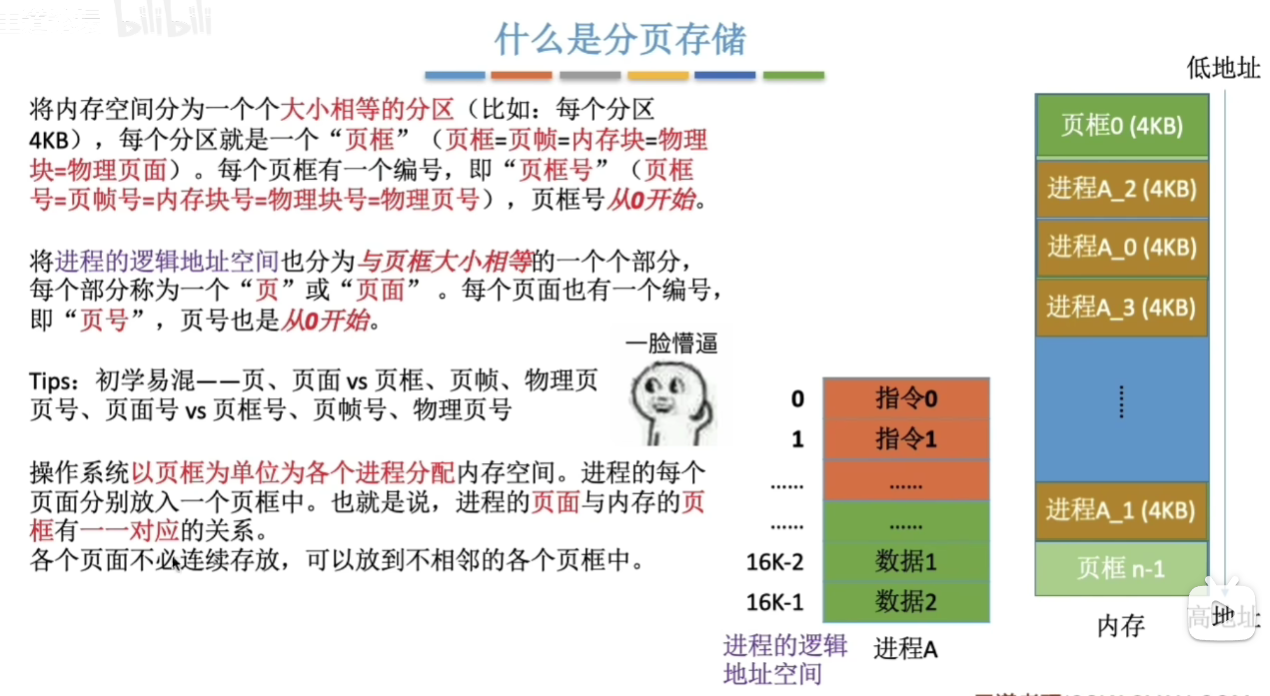 bilibili
什么是分页存储
将内存空间分为一个个大小相等的分区（比如：每个分区
4KB），每个分区就是一个“页框”（页框=页帧=内存块=物理
块=物理页面）。每个页框有一个编号，即“页框号”（页框
号=页帧号=内存块号=物理块号=物理页号），页框号从0开始。
将进程的逻辑地址空间也分为与页框大小相等的一个个部分，
每个部分称为一个“页”或“页面” 。每个页面也有一个编号，
即“页号”，页号也是从0开始。
Tips：初学易混——页、页面 vs 页框、页帧、物理页
页号、页面号 vs 页框号、页帧号、物理页号
一脸懵逼
操作系统以页框为单位为各个进程分配内存空间。进程的每个
页面分别放入一个页框中。也就是说，进程的页面与内存的页
框有一一对应的关系。
各个页面不必连续存放，可以放到不相邻的各个页框中。
0 指令0
1 指令1
...... ......
...... ......
16K-2 数据1
16K-1 数据2
进程的逻辑
地址空间
进程A
低地址
页框0 (4KB)
进程A_2 (4KB)
进程A_0 (4KB)
进程A_3 (4KB)
......
进程A_1 (4KB)
页框 n-1
高地址
内存